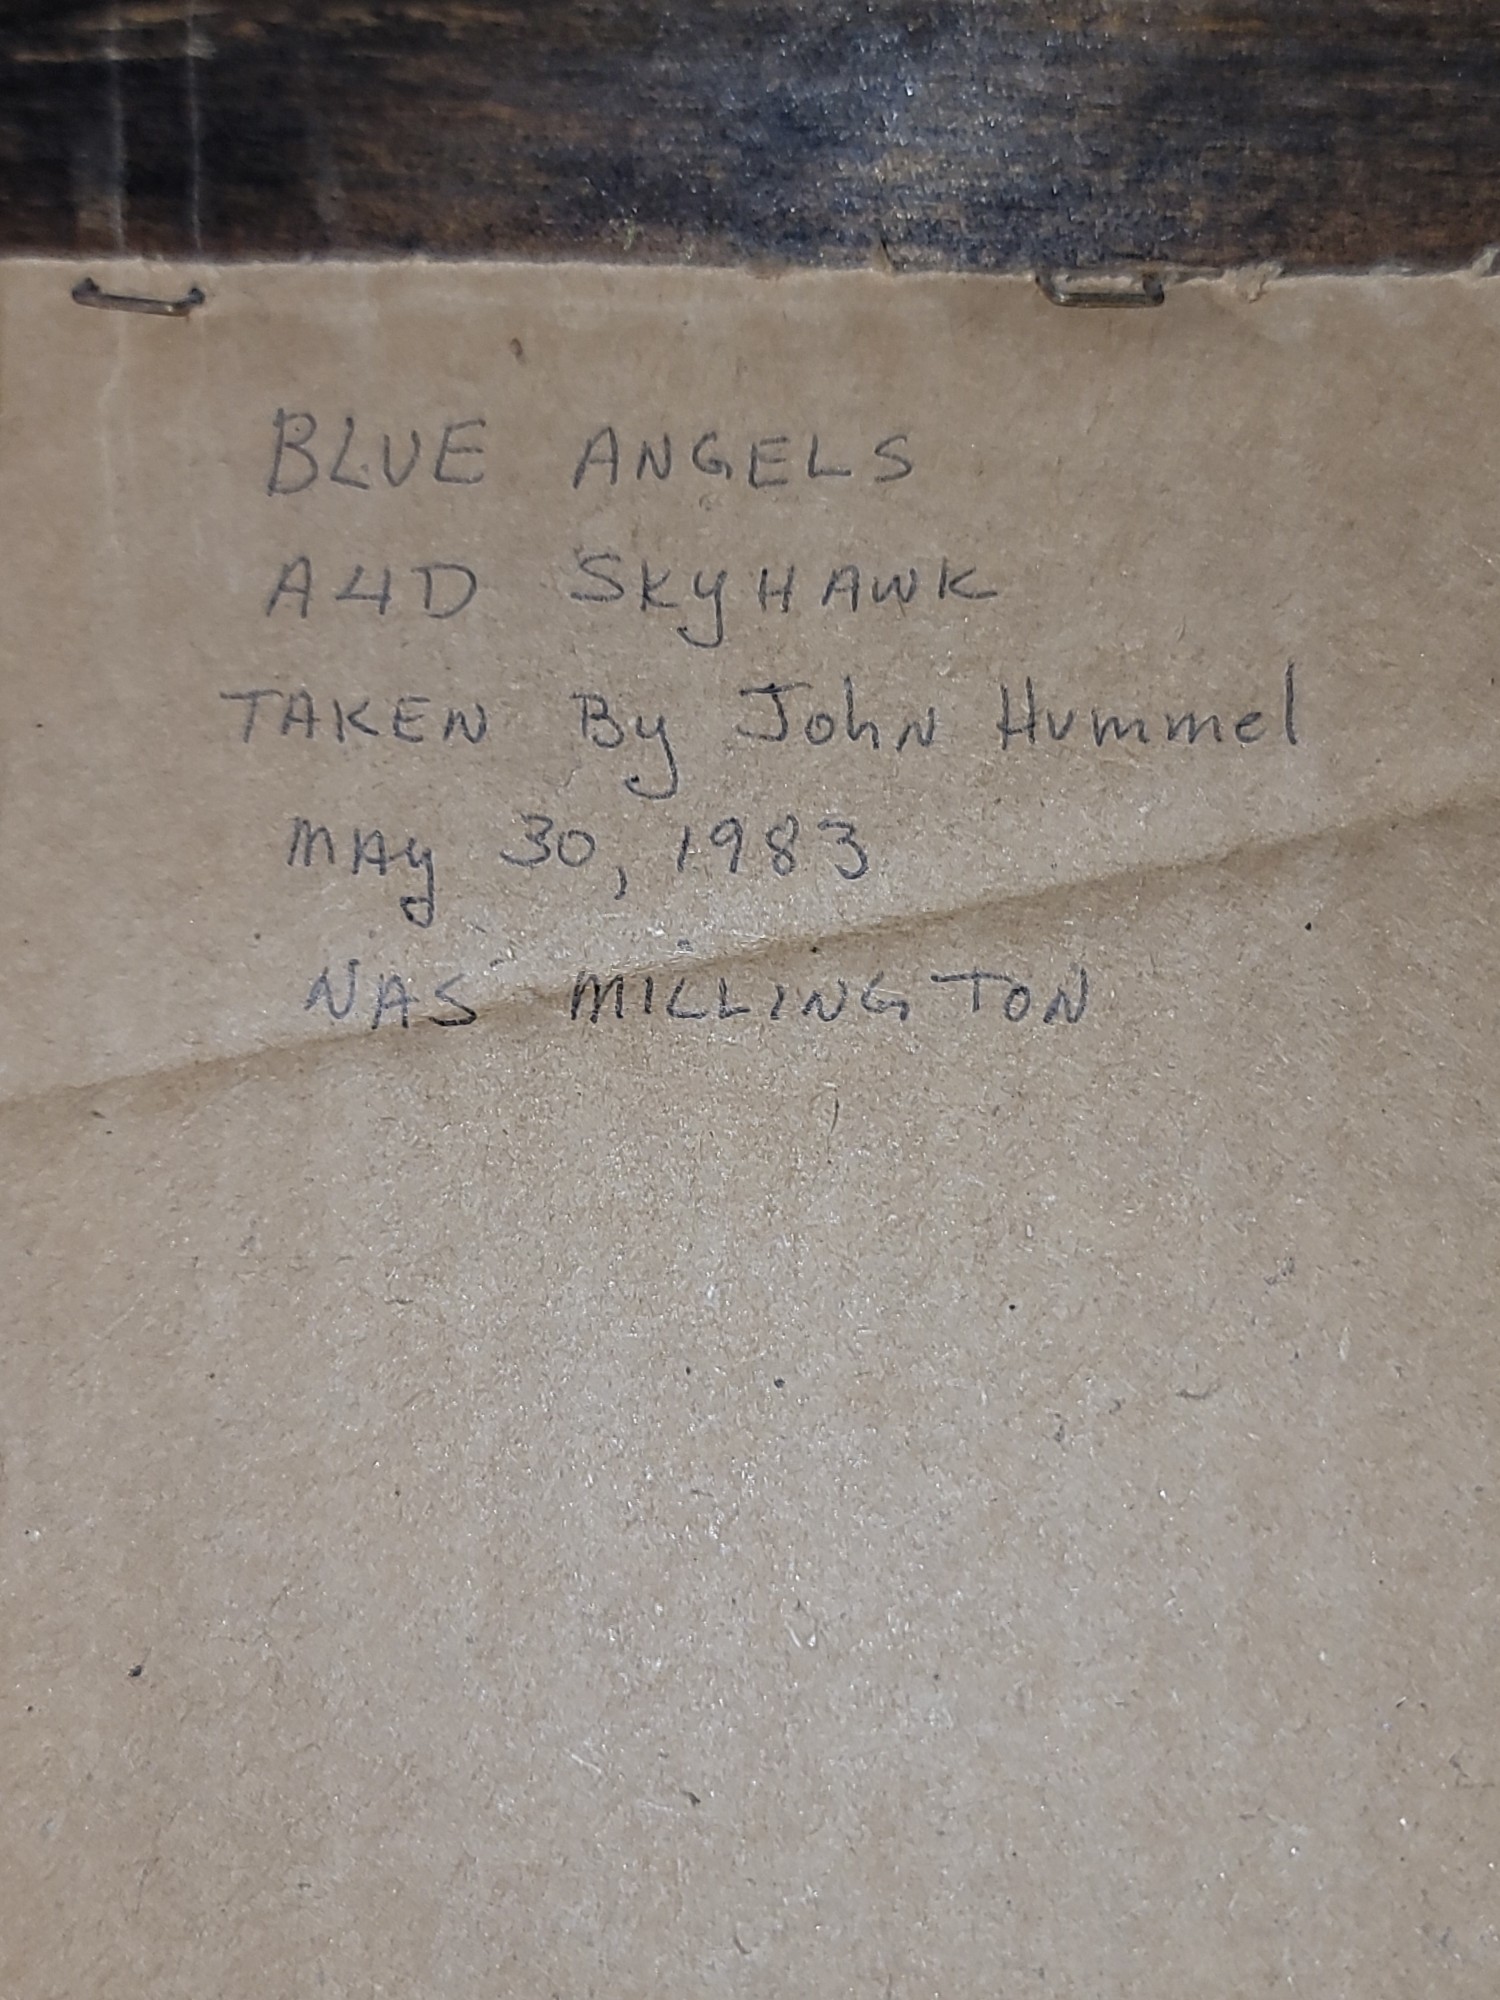 BLUE ANGELS
A4D SKYHAWK
TAKEN By John Hummel
MAy 30, 1983
NAS MILLINGTON